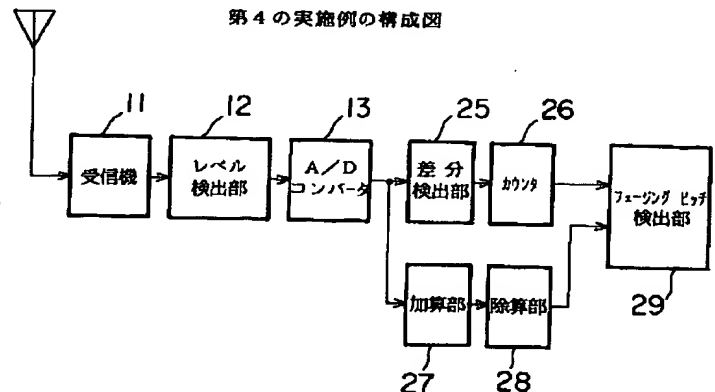 第4の実施例の構成図
11
12
13
25
26
受信機
レベル
検出部
A/D
コンバータ
差分
検出部
カウンタ
フェージング ピッチ
検出部
加算部
除算部
29
27
28